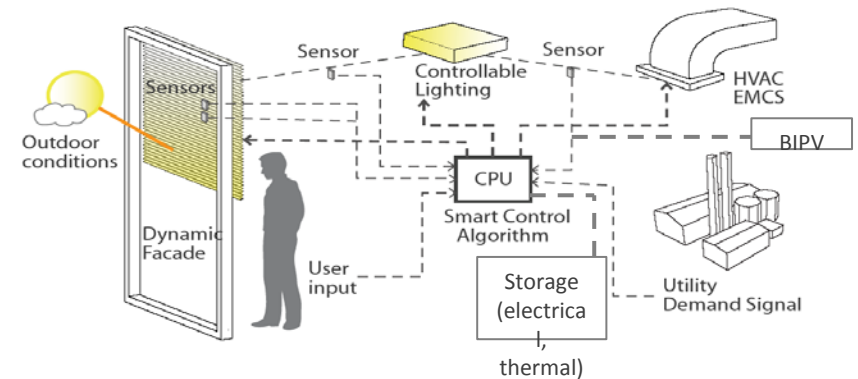 Sensor
Sensor
Controllable
Lighting
HVAC
EMCS
Sensors
Outdoor
conditions
BIPV
CPU
Smart Control
Algorithm
Dynamic
Facade
User
input
Storage
(electrica
l,
thermal)
Utility
Demand Signal